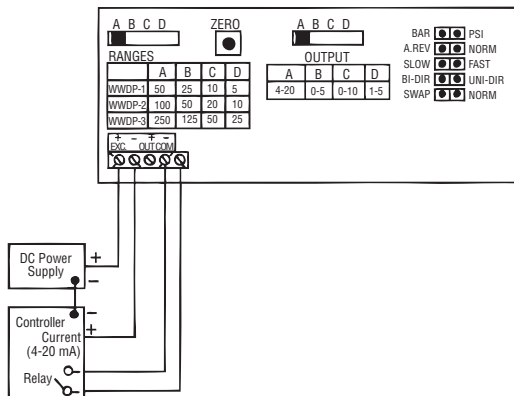 A B C D
ZERO
A B C D
RANGES
A B C D
WWDP-1 50 25 10 5
WWDP-2 100 50 20 10
WWDP-3 250 125 50 25
OUTPUT
A B C D
4-20 0-5 0-10 1-5
BAR PSI
A.REV NORM
SLOW FAST
BI-DIR UNI-DIR
SWAP NORM
+ − + −
EXC. OUT COM
DC Power
Supply
+
−
Controller
Current
(4-20 mA)
−
+
Relay